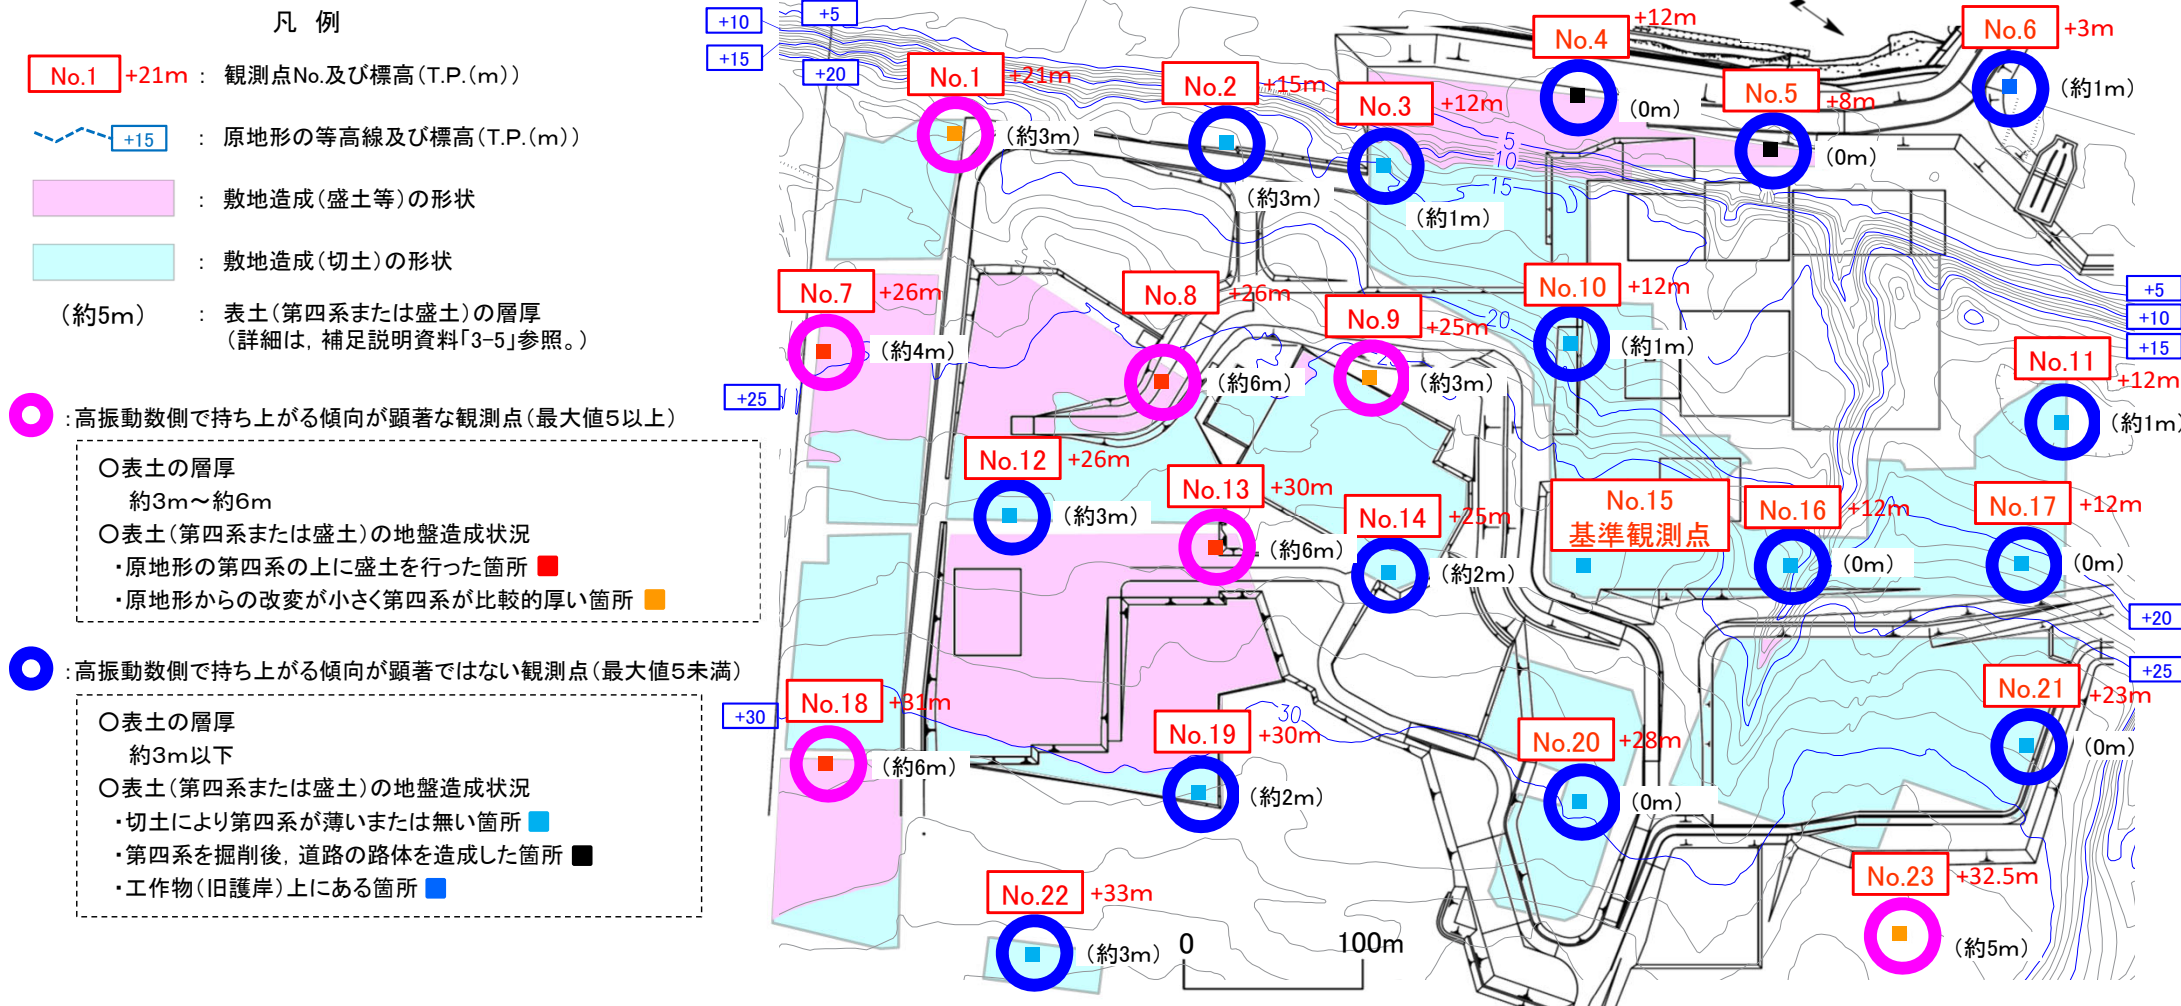 凡 例
No.1 +21m : 観測点No.及び標高(T.P.(m))
+15 : 原地形の等高線及び標高(T.P.(m))
: 敷地造成(盛土等)の形状
: 敷地造成(切土)の形状
(約5m) : 表土(第四系または盛土)の層厚
(詳細は,補足説明資料「3-5」参照。)
:高振動数側で持ち上がる傾向が顕著な観測点(最大値5以上)
○表土の層厚
約3m~約6m
○表土(第四系または盛土)の地盤造成状況
・原地形の第四系の上に盛土を行った箇所
・原地形からの改変が小さく第四系が比較的厚い箇所
:高振動数側で持ち上がる傾向が顕著ではない観測点(最大値5未満)
○表土の層厚
約3m以下
○表土(第四系または盛土)の地盤造成状況
・切土により第四系が薄いまたは無い箇所
・第四系を掘削後,道路の路体を造成した箇所
・工作物(旧護岸)上にある箇所
+10
+5
+15
+20
No.1 +21m
(約3m)
No.2 +15m
(約3m)
No.3 +12m
(約1m)
No.4 +12m
(0m)
No.5 +8m
(0m)
No.6 +3m
(約1m)
5
10
15
No.7 +26m
(約4m)
No.8 +26m
(約6m)
No.9 +25m
(約3m)
20
No.10 +12m
(約1m)
No.11 +12m
(約1m)
+5
+10
+15
+25
No.12 +26m
(約3m)
No.13 +30m
(約6m)
No.14 +25m
(約2m)
No.15
基準観測点
No.16 +12m
(0m)
No.17 +12m
(0m)
+20
+25
+30
No.18 +31m
(約6m)
No.19 +30m
(約2m)
30
No.20 +28m
(0m)
No.21 +23m
(0m)
No.22 +33m
(約3m)
No.23 +32.5m
(約5m)
0 100m